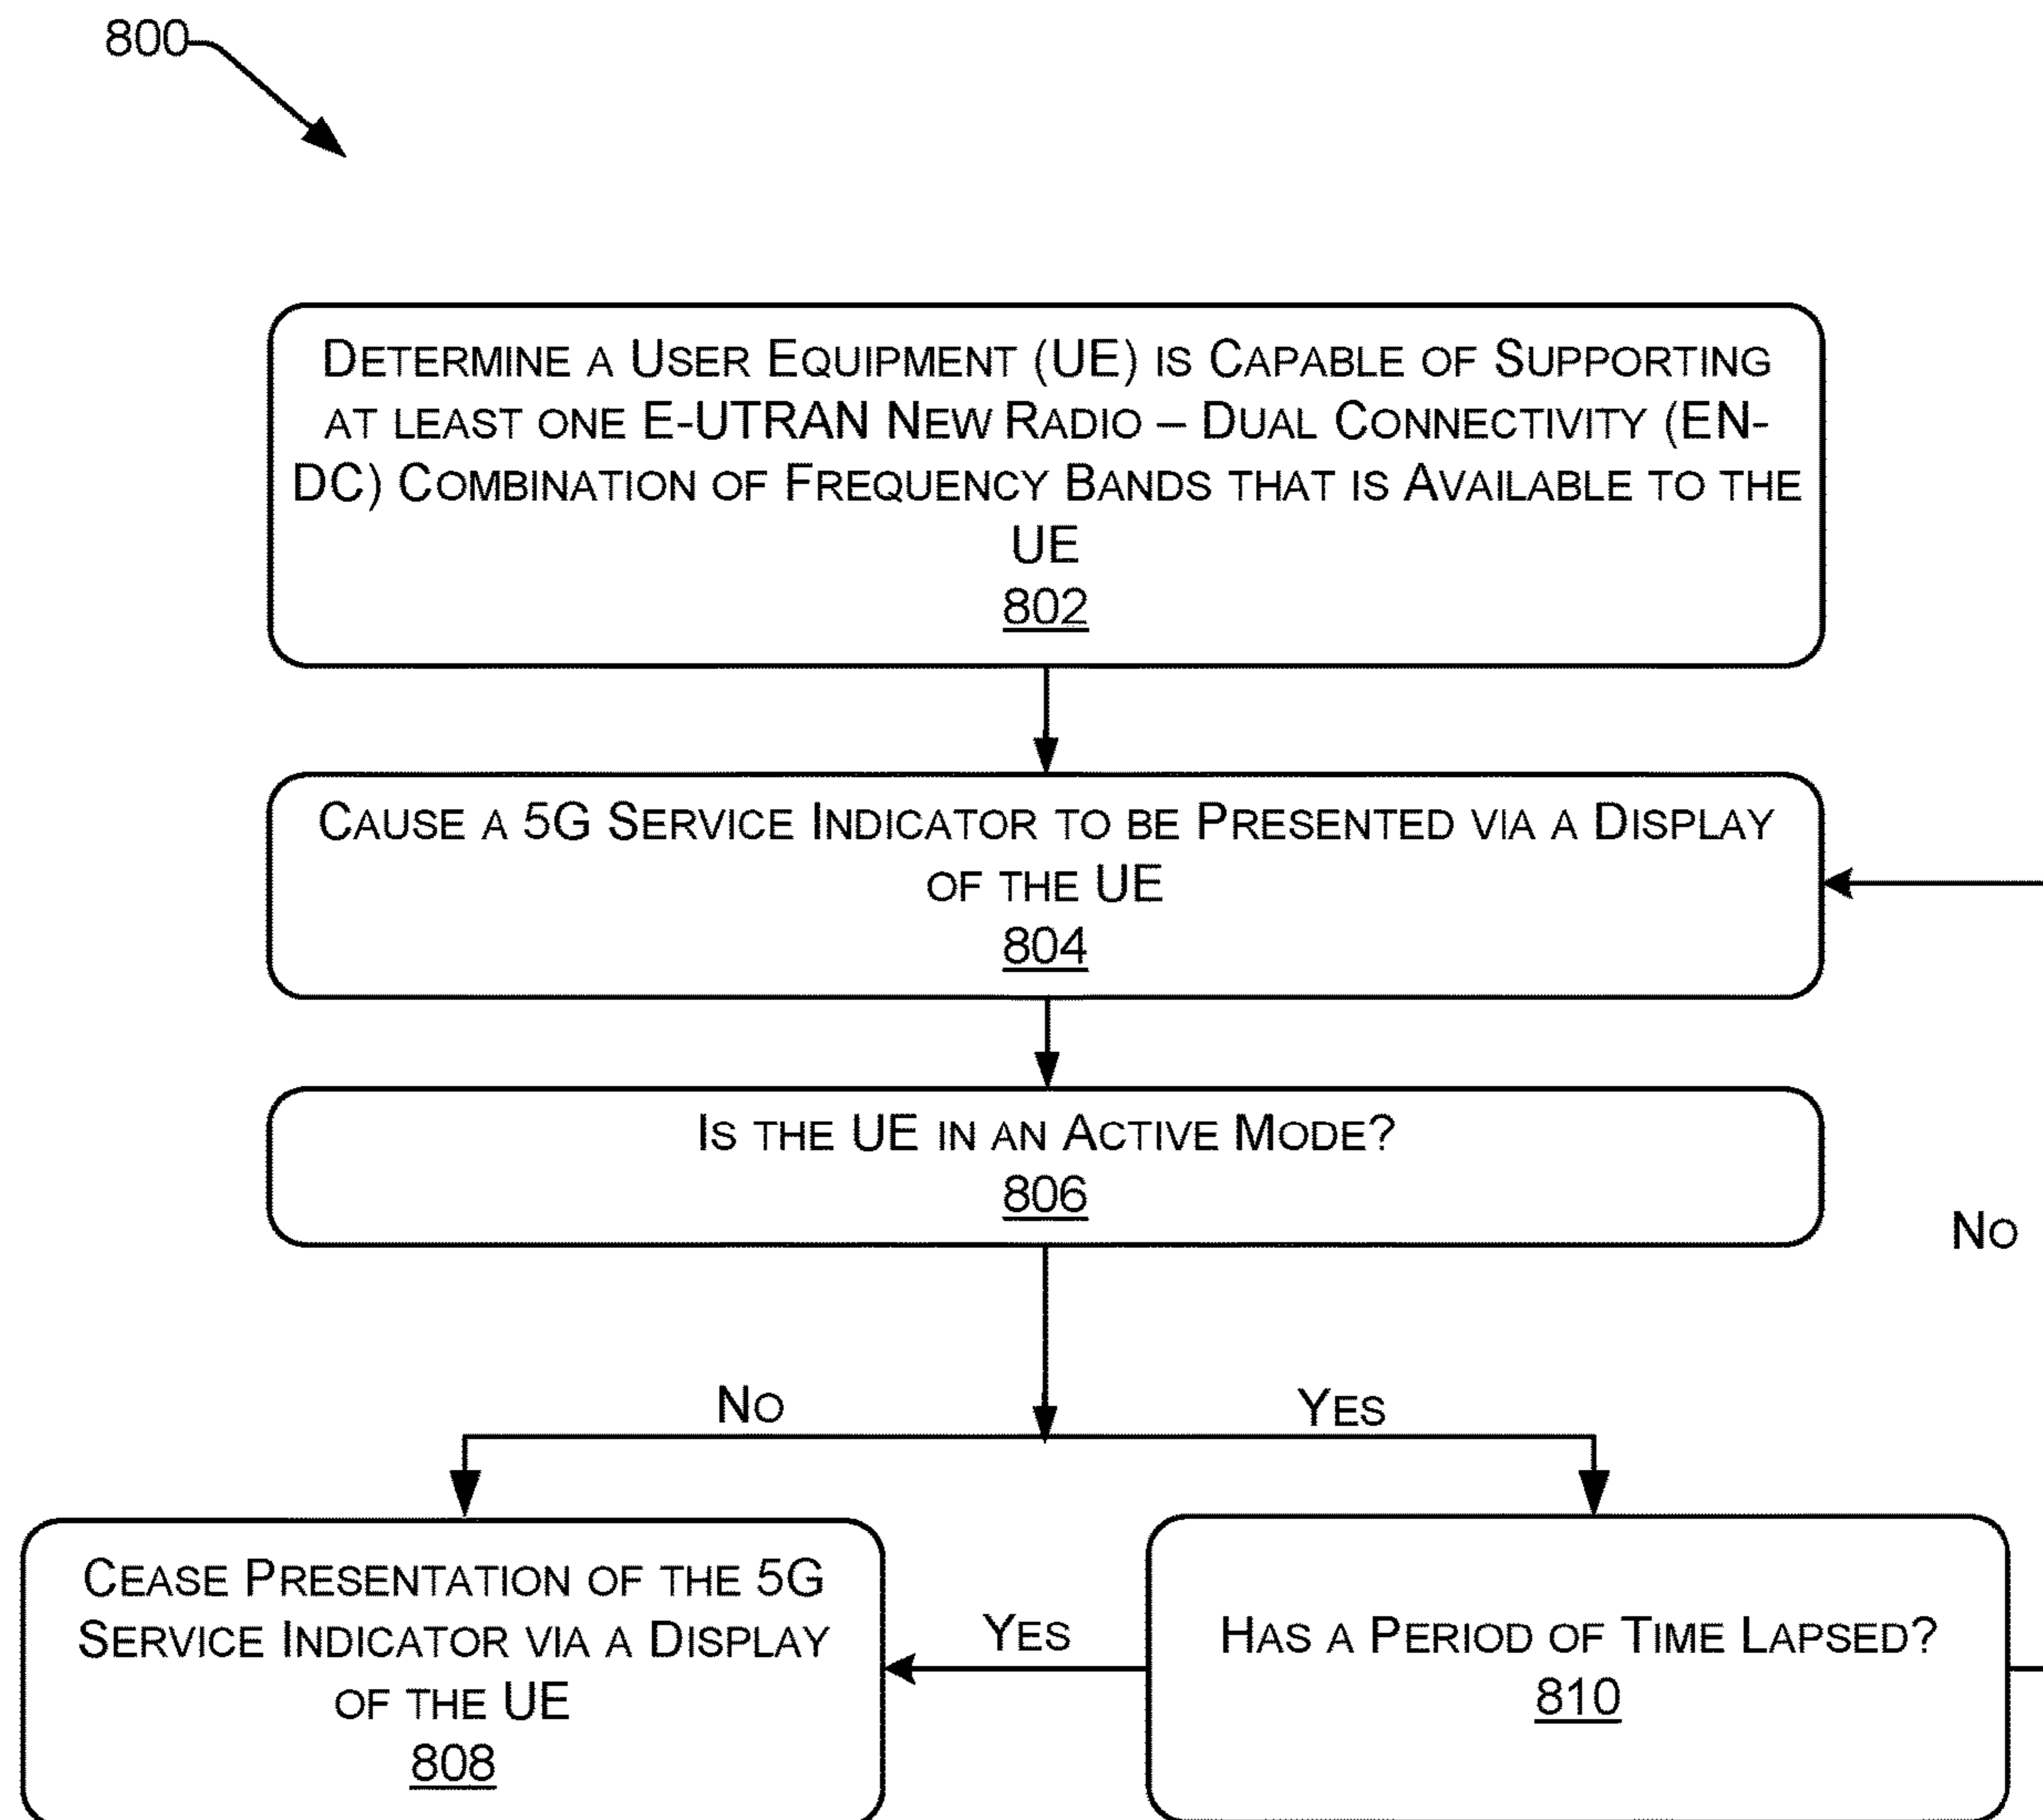 800
Determine a User Equipment (UE) is Capable of Supporting
at least one E-UTRAN New Radio – Dual Connectivity (EN-
DC) Combination of Frequency Bands that is Available to the
UE
802
Cause a 5G Service Indicator to be Presented via a Display
of the UE
804
Is the UE in an Active Mode?
806
No
No
Yes
Cease Presentation of the 5G
Service Indicator via a Display
of the UE
808
Yes
Has a Period of Time Lapsed?
810